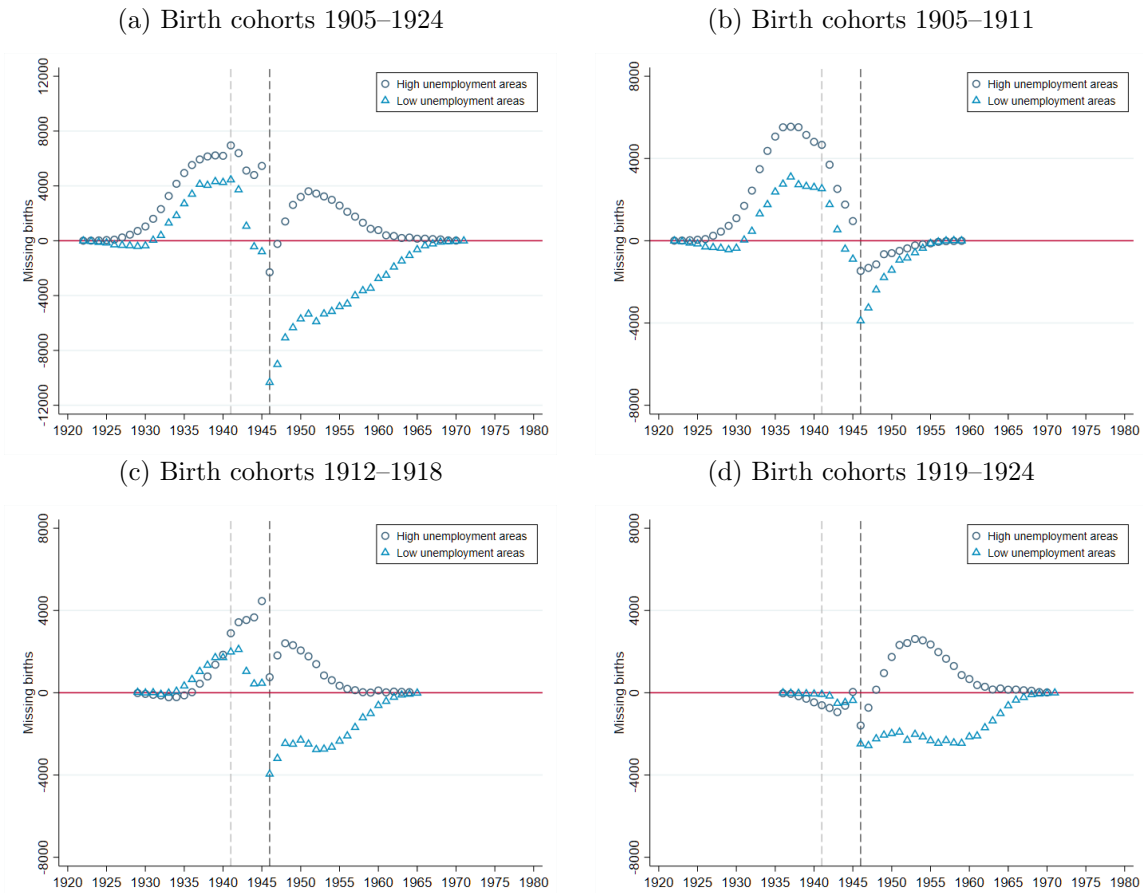 (a) Birth cohorts 1905–1924
High unemployment areas
Low unemployment areas
Missing births
12000
8000
4000
0
-4000
-8000
-12000
1920 1925 1930 1935 1940 1945 1950 1955 1960 1965 1970 1975 1980
(b) Birth cohorts 1905–1911
High unemployment areas
Low unemployment areas
Missing births
8000
4000
0
-4000
-8000
1920 1925 1930 1935 1940 1945 1950 1955 1960 1965 1970 1975 1980
(c) Birth cohorts 1912–1918
High unemployment areas
Low unemployment areas
Missing births
8000
4000
0
-4000
-8000
1920 1925 1930 1935 1940 1945 1950 1955 1960 1965 1970 1975 1980
(d) Birth cohorts 1919–1924
High unemployment areas
Low unemployment areas
Missing births
8000
4000
0
-4000
-8000
1920 1925 1930 1935 1940 1945 1950 1955 1960 1965 1970 1975 1980